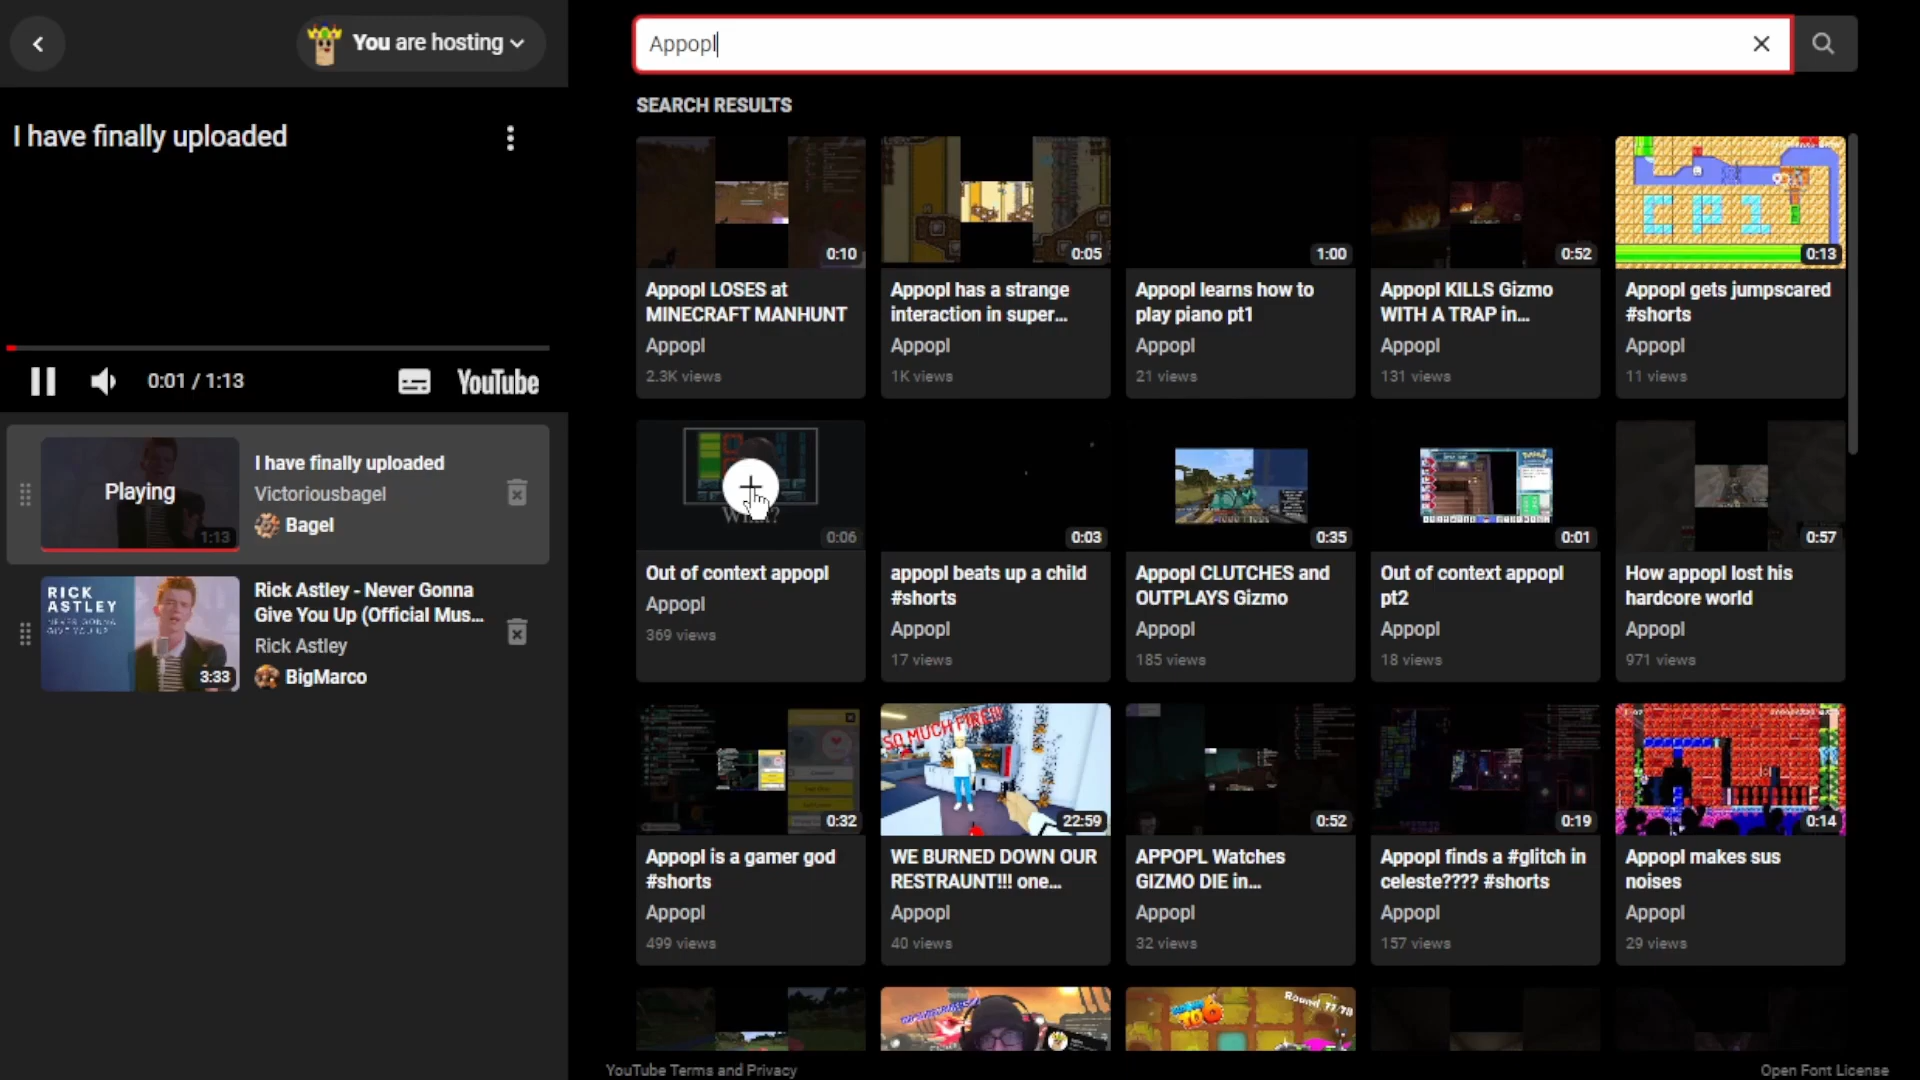 You are hosting
Appopl
I have finally uploaded
0:01 / 1:13
YouTube
Playing
1:13
I have finally uploaded
Victoriousbagel
Bagel
RICK
ASTLEY
NEVER GONNA
GIVE YOU UP
3:33
Rick Astley - Never Gonna
Give You Up (Official Mus...
Rick Astley
BigMarco
SEARCH RESULTS
0:10
Appopl LOSES at
MINECRAFT MANHUNT
Appopl
2.3K views
0:05
Appopl has a strange
interaction in super...
Appopl
1K views
1:00
Appopl learns how to
play piano pt1
Appopl
21 views
0:52
Appopl KILLS Gizmo
WITH A TRAP in...
Appopl
131 views
CP1
0:13
Appopl gets jumpscared
#shorts
Appopl
11 views
0:06
Out of context appopl
Appopl
369 views
0:03
appopl beats up a child
#shorts
Appopl
17 views
0:35
Appopl CLUTCHES and
OUTPLAYS Gizmo
Appopl
185 views
0:01
Out of context appopl
pt2
Appopl
18 views
0:57
How appopl lost his
hardcore world
Appopl
971 views
0:32
Appopl is a gamer god
#shorts
Appopl
499 views
SO MUCH FIRE!!!
22:59
WE BURNED DOWN OUR
RESTRAUNT!!! one...
Appopl
40 views
0:52
APPOPL Watches
GIZMO DIE in...
Appopl
32 views
0:19
Appopl finds a #glitch in
celeste???? #shorts
Appopl
157 views
0:14
Appopl makes sus
noises
Appopl
29 views
Round 77/78
YouTube Terms and Privacy
Open Font License